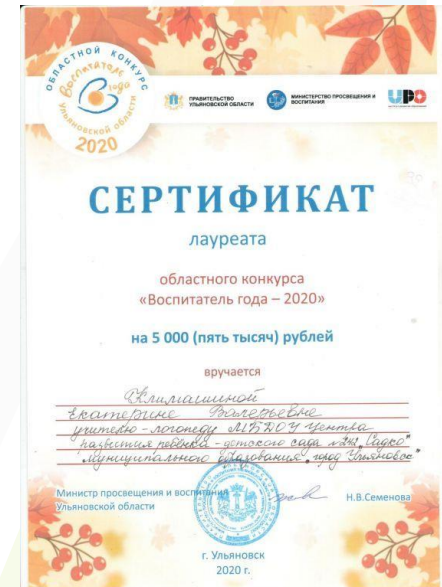 ОБЛАСТНОЙ КОНКУРС
Воспитатель
года
Ульяновской области
2020
ПРАВИТЕЛЬСТВО
УЛЬЯНОВСКОЙ ОБЛАСТИ
МИНИСТЕРСТВО ПРОСВЕЩЕНИЯ И
ВОСПИТАНИЯ
СЕРТИФИКАТ
лауреата
областного конкурса
«Воспитатель года – 2020»
на 5 000 (пять тысяч) рублей
вручается
Климашиной
Екатерине Валерьевне
учителю-логопеду МБДОУ Центра
развития ребёнка - детского сада №242 "Садко"
муниципального образования "город Ульяновск"
Министр просвещения и воспитания
Ульяновской области
Н.В.Семенова
г. Ульяновск
2020 г.